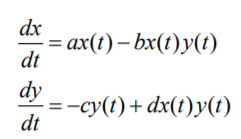 dx/dt = ax(t) − bx(t)y(t)
dy/dt = −cy(t) + dx(t)y(t)